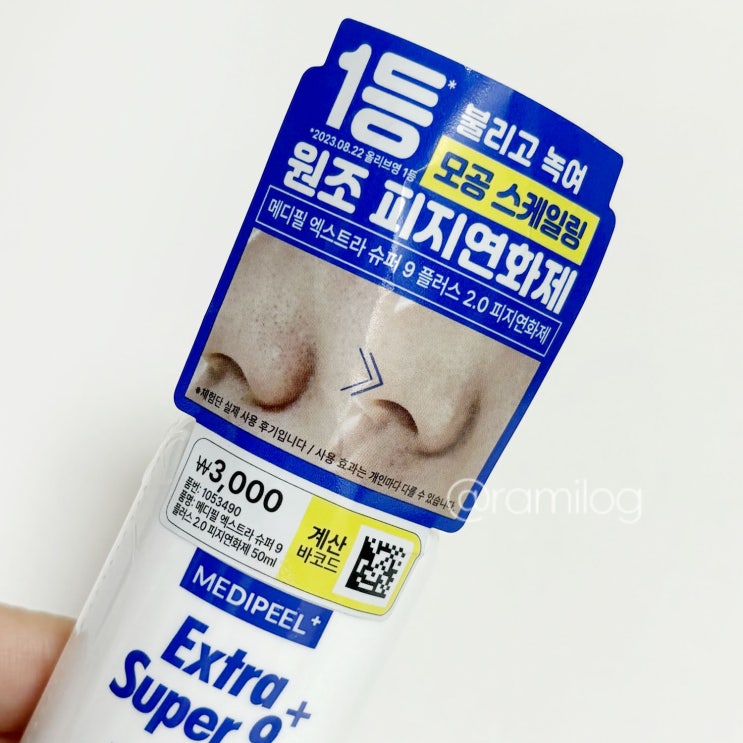 1등*
*2023.08.22 올리브영 1등
불리고 녹여
모공 스케일링
원조 피지연화제
메디필 엑스트라 슈퍼 9 플러스 2.0 피지연화제
*체험단 실제 사용 후기입니다 / 사용 효과는 개인마다 다를 수 있습니다.
@ramilog
₩3,000
품번: 1053490
품명: 메디필 엑스트라 슈퍼 9
플러스 2.0 피지연화제 50ml
계산
바코드
MEDIPEEL+
Extra
Super 9+